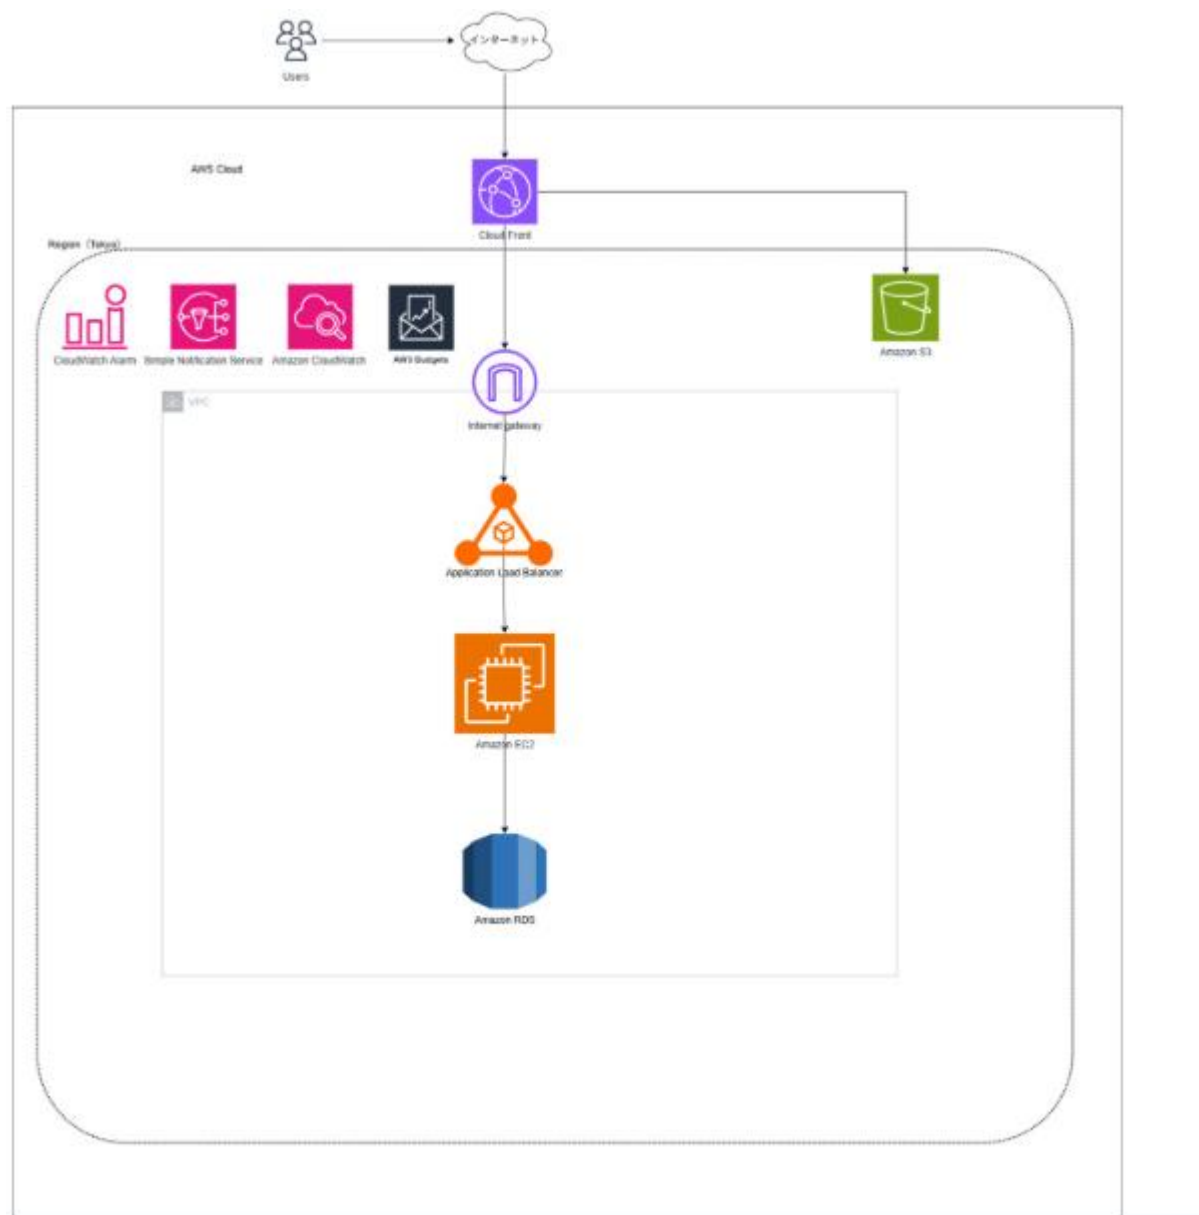 インターネット
Users
AWS Cloud
Cloud Front
Region（Tokyo）
CloudWatch Alarm
Simple Notification Service
Amazon CloudWatch
AWS Budgets
Amazon S3
VPC
Internet gateway
Application Load Balancer
Amazon EC2
Amazon RDS